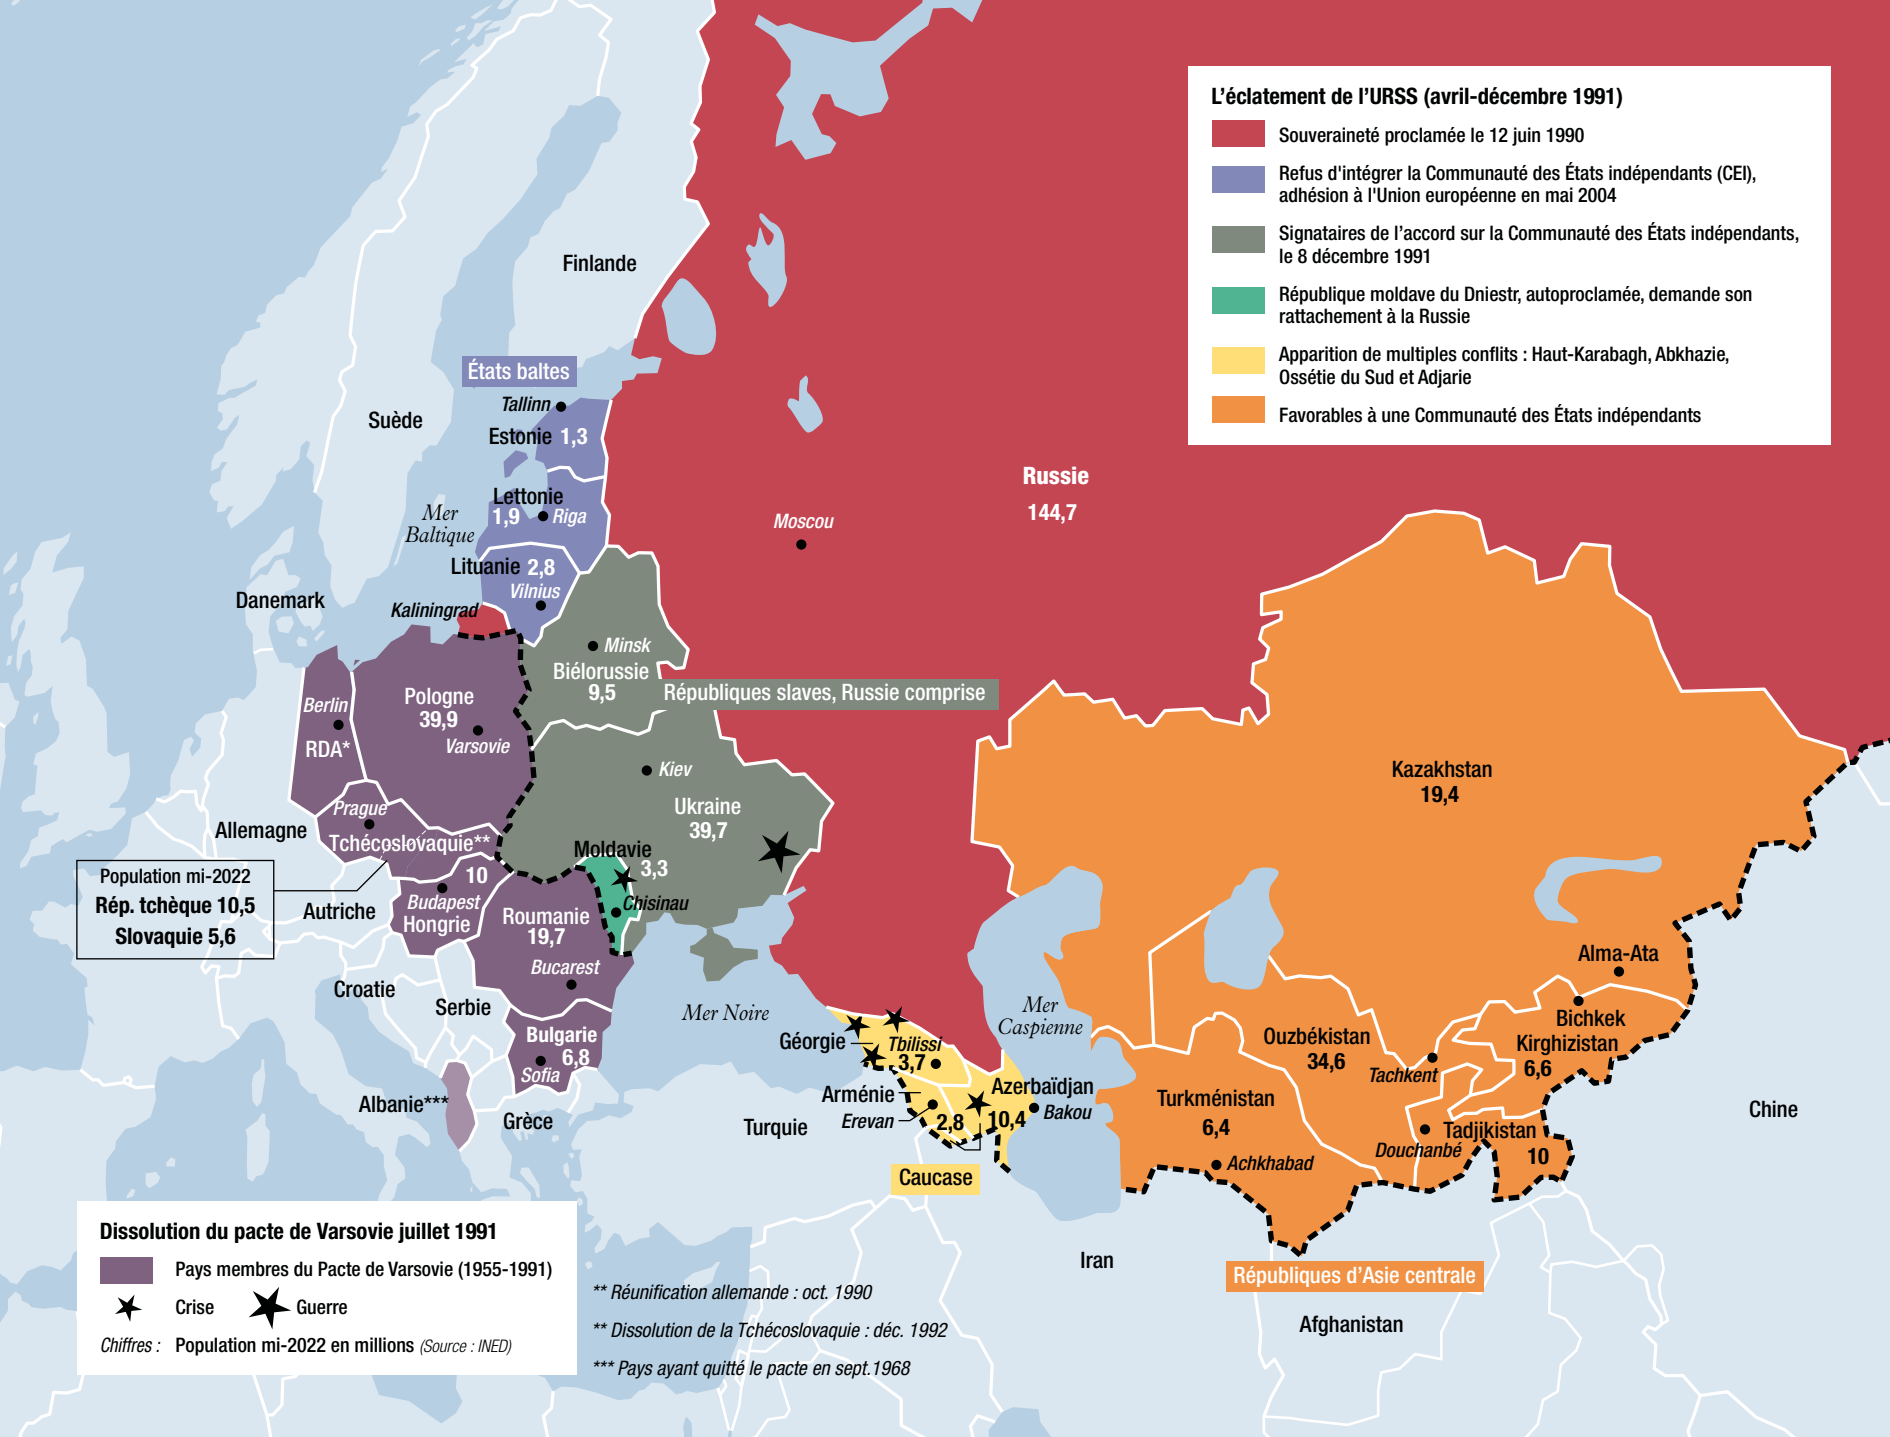 L'éclatement de l'URSS (avril-décembre 1991)
Souveraineté proclamée le 12 juin 1990
Refus d'intégrer la Communauté des États indépendants (CEI),
adhésion à l'Union européenne en mai 2004
Signataires de l'accord sur la Communauté des États indépendants,
le 8 décembre 1991
République moldave du Dniestr, autoproclamée, demande son
rattachement à la Russie
Apparition de multiples conflits : Haut-Karabagh, Abkhazie,
Ossétie du Sud et Adjarie
Favorables à une Communauté des États indépendants
Finlande
États baltes
Tallinn
Suède
Estonie 1,3
Russie
144,7
Lettonie
1,9
Riga
Mer
Baltique
Moscou
Lituanie 2,8
Vilnius
Danemark
Kaliningrad
Minsk
Biélorussie
9,5
Républiques slaves, Russie comprise
Pologne
39,9
Varsovie
Berlin
RDA*
Kiev
Ukraine
39,7
Kazakhstan
19,4
Prague
Allemagne
Tchécoslovaquie**
Moldavie
3,3
Chisinau
Population mi-2022
Rép. tchèque 10,5
Slovaquie 5,6
10
Budapest
Hongrie
Autriche
Roumanie
19,7
Bucarest
Alma-Ata
Croatie
Serbie
Mer Noire
Mer
Caspienne
Bichkek
Kirghizistan
6,6
Bulgarie
6,8
Sofia
Géorgie
Tbilissi
3,7
Ouzbékistan
34,6
Tachkent
Albanie***
Grèce
Arménie
Erevan
2,8
Azerbaïdjan
10,4
Bakou
Turquie
Turkménistan
6,4
Achkhabad
Chine
Tadjikistan
10
Douchanbé
Caucase
Iran
Républiques d'Asie centrale
Afghanistan
Dissolution du pacte de Varsovie juillet 1991
Pays membres du Pacte de Varsovie (1955-1991)
Crise
Guerre
Chiffres : Population mi-2022 en millions (Source : INED)
** Réunification allemande : oct. 1990
** Dissolution de la Tchécoslovaquie : déc. 1992
*** Pays ayant quitté le pacte en sept.1968